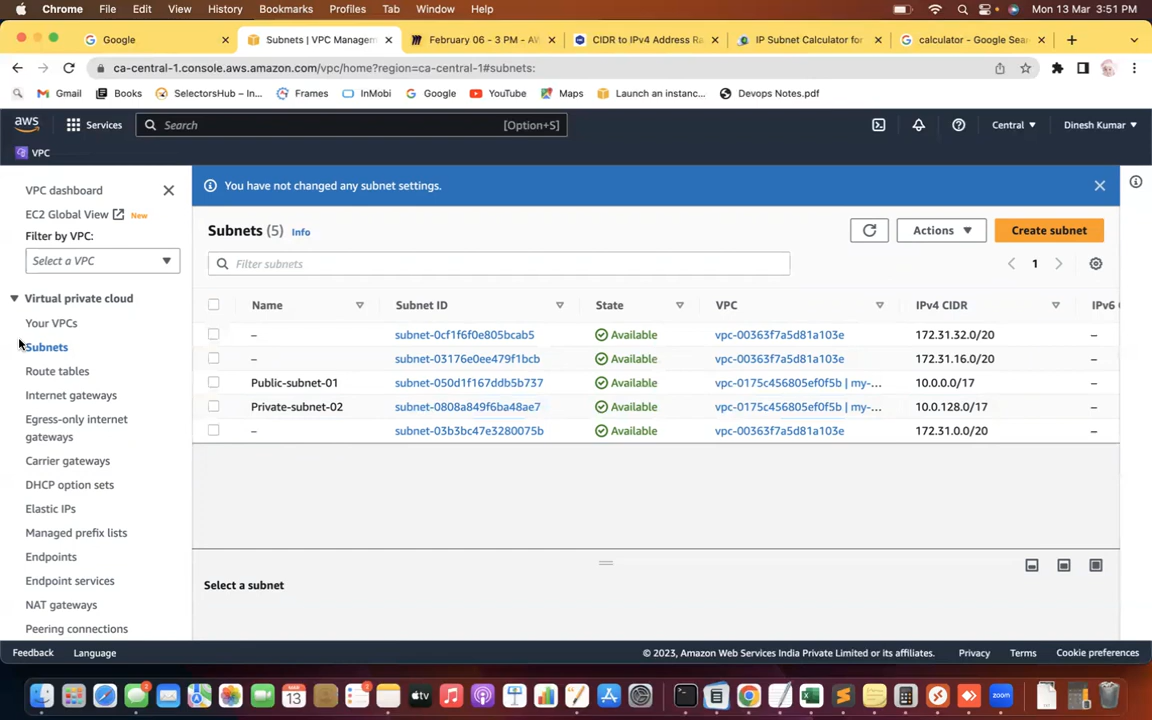 Chrome File Edit View History Bookmarks Profiles Tab Window Help Mon 13 Mar 3:51 PM
Google Subnets | VPC Managem February 06 - 3 PM - AW CIDR to IPv4 Address Ra IP Subnet Calculator for calculator - Google Sea
ca-central-1.console.aws.amazon.com/vpc/home?region=ca-central-1#subnets:
Gmail Books SelectorsHub – In... Frames InMobi Google YouTube Maps Launch an instanc... Devops Notes.pdf
aws Services Search [Option+S] Central Dinesh Kumar
VPC
VPC dashboard
EC2 Global View New
Filter by VPC:
Select a VPC
Virtual private cloud
Your VPCs
Subnets
Route tables
Internet gateways
Egress-only internet
gateways
Carrier gateways
DHCP option sets
Elastic IPs
Managed prefix lists
Endpoints
Endpoint services
NAT gateways
Peering connections
You have not changed any subnet settings.
Subnets (5) Info Actions Create subnet
Filter subnets 1
Name Subnet ID State VPC IPv4 CIDR IPv6
– subnet-0cf1f6f0e805bcab5 Available vpc-00363f7a5d81a103e 172.31.32.0/20 –
– subnet-03176e0ee479f1bcb Available vpc-00363f7a5d81a103e 172.31.16.0/20 –
Public-subnet-01 subnet-050d1f167ddb5b737 Available vpc-0175c456805ef0f5b | my-... 10.0.0.0/17 –
Private-subnet-02 subnet-0808a849f6ba48ae7 Available vpc-0175c456805ef0f5b | my-... 10.0.128.0/17 –
– subnet-03b3bc47e3280075b Available vpc-00363f7a5d81a103e 172.31.0.0/20 –
Select a subnet
Feedback Language © 2023, Amazon Web Services India Private Limited or its affiliates. Privacy Terms Cookie preferences
2 MAR 13 tv zoom